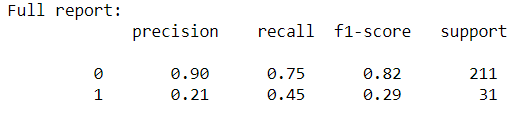 Full report:
precision recall f1-score support
0 0.90 0.75 0.82 211
1 0.21 0.45 0.29 31